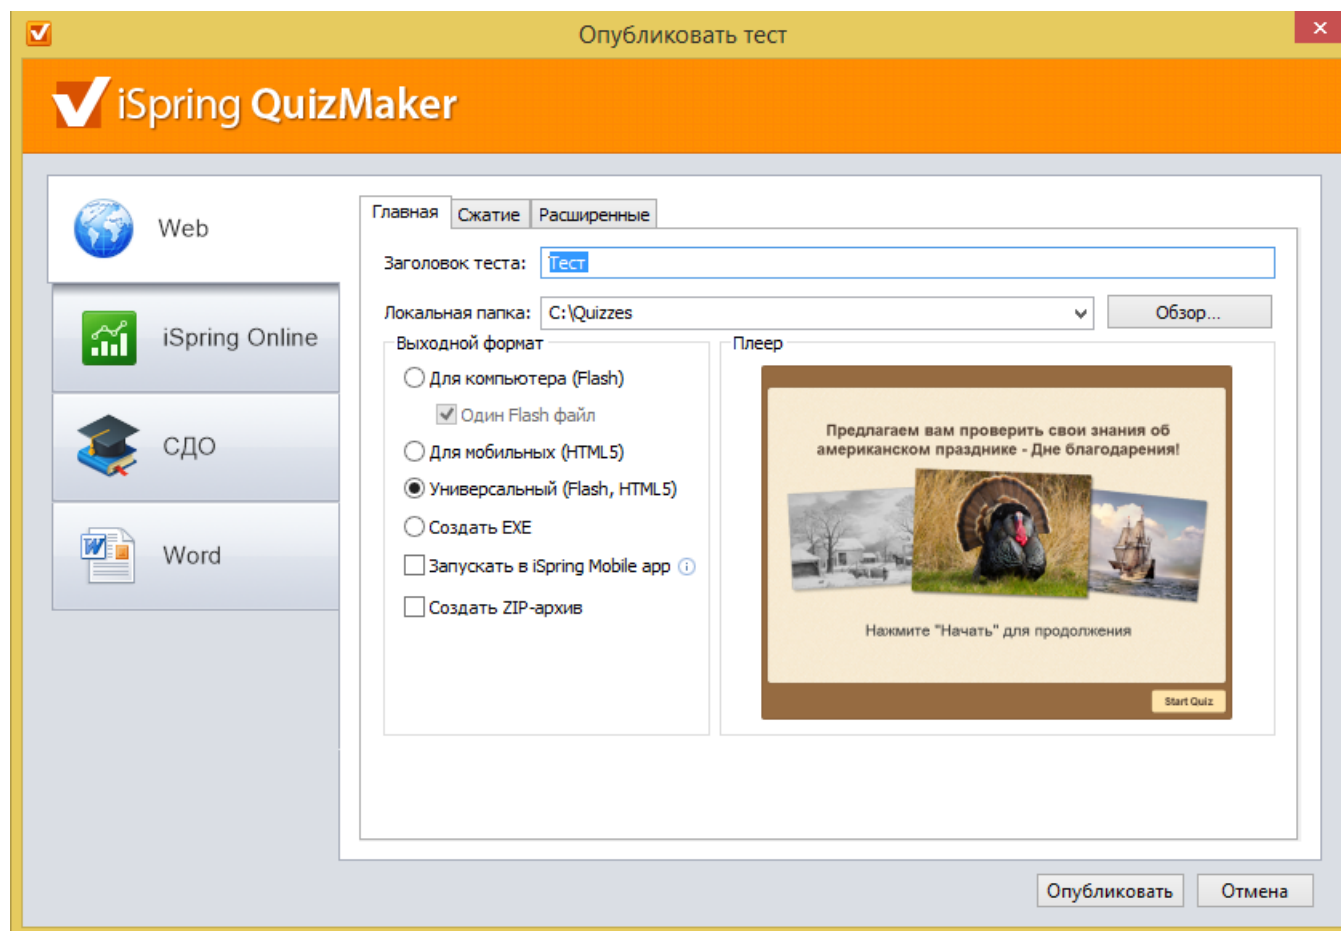 Опубликовать тест
iSpring QuizMaker
Web
iSpring Online
СДО
Word
Главная Сжатие Расширенные
Заголовок теста: Тест
Локальная папка: C:\Quizzes Обзор...
Выходной формат
Для компьютера (Flash)
Один Flash файл
Для мобильных (HTML5)
Универсальный (Flash, HTML5)
Создать EXE
Запускать в iSpring Mobile app
Создать ZIP-архив
Плеер
Предлагаем вам проверить свои знания об
американском празднике - Дне благодарения!
Нажмите "Начать" для продолжения
Start Quiz
Опубликовать Отмена